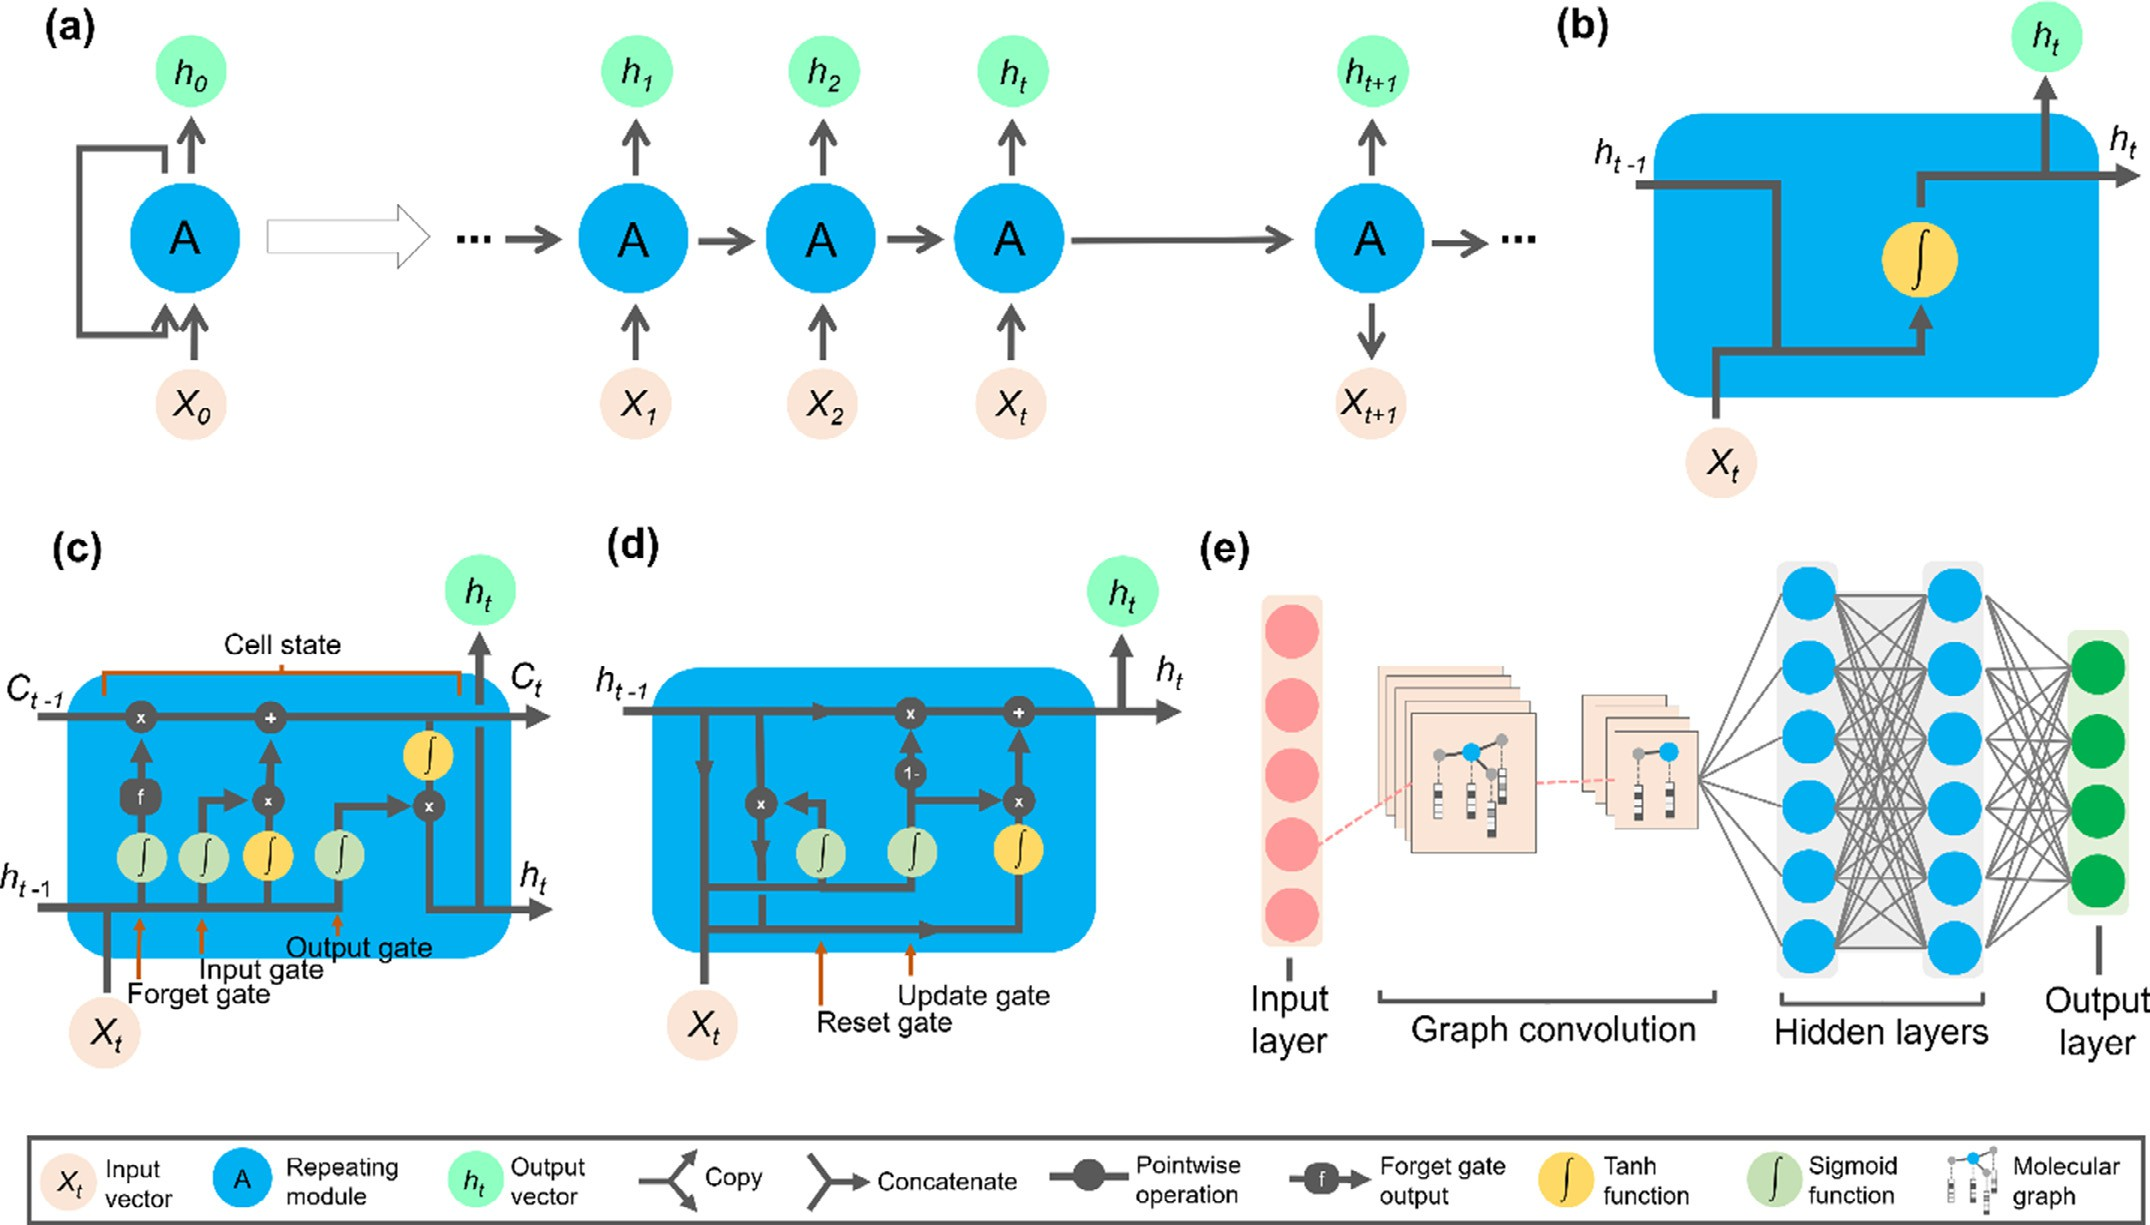 (a)
h0
h1
h2
ht
ht+1
A
...
A
A
A
A
...
X0
X1
X2
Xt
Xt+1
(b)
ht
ht-1
ht
∫
Xt
(c)
ht
Cell state
Ct-1
Ct
x
+
∫
f
x
x
∫
∫
∫
∫
ht-1
ht
Output gate
Input gate
Forget gate
Xt
(d)
ht
ht-1
ht
x
+
1-
x
x
∫
∫
∫
Update gate
Reset gate
Xt
(e)
Input
layer
Graph convolution
Hidden layers
Output
layer
Xt
Input
vector
A
Repeating
module
ht
Output
vector
Copy
Concatenate
Pointwise
operation
f
Forget gate
output
∫
Tanh
function
∫
Sigmoid
function
Molecular
graph